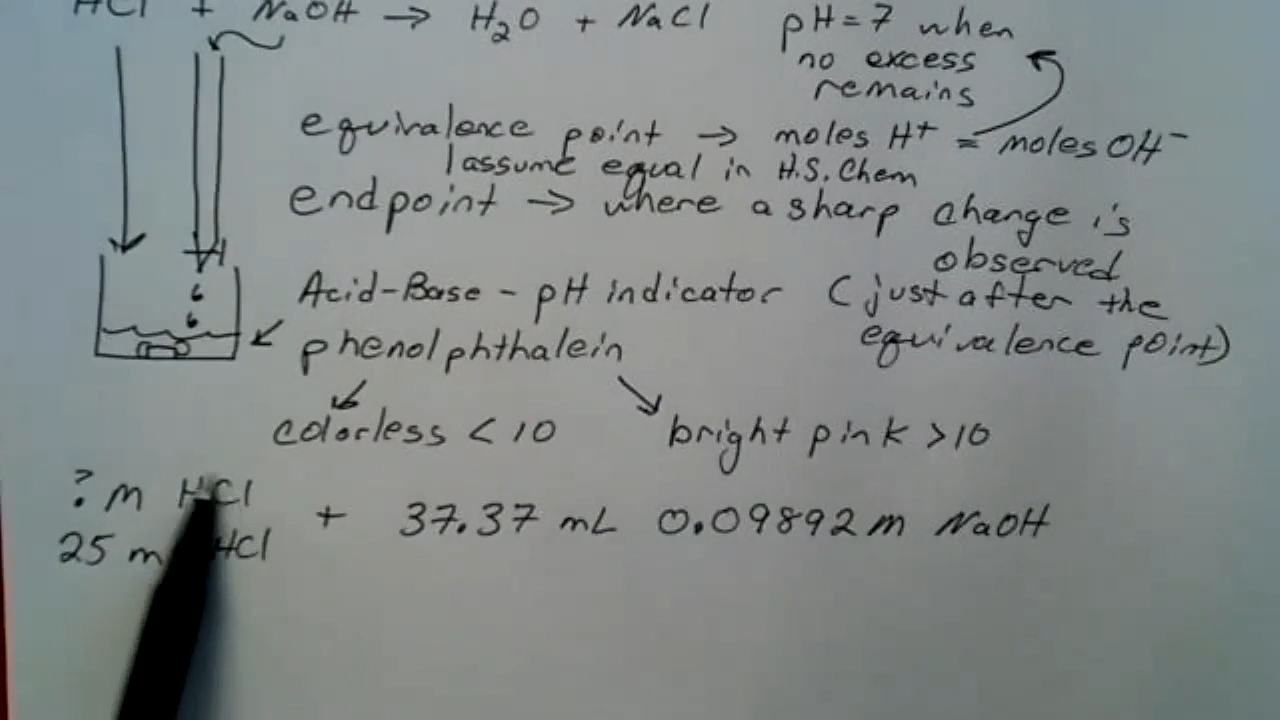 HCl + NaOH → H2O + NaCl
pH = 7 when
no excess
remains
equivalence point → moles H+ = moles OH−
assume equal in H.S. Chem
endpoint → where a sharp change is
observed
Acid-Base - pH indicator (just after the
phenolphthalein equivalence point)
colorless < 10 bright pink > 10
? m HCl
25 m HCl + 37.37 mL 0.09892 m NaOH